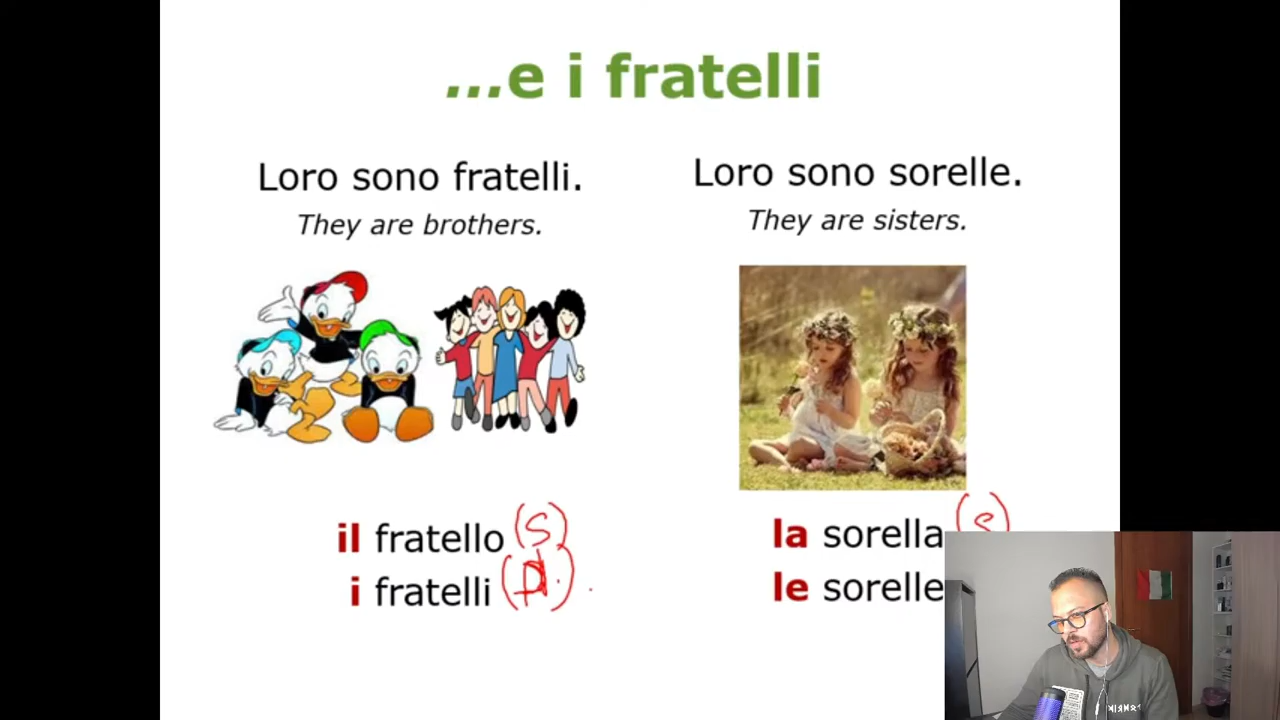 ...e i fratelli
Loro sono fratelli.
They are brothers.
il fratello (s)
i fratelli (p)
Loro sono sorelle.
They are sisters.
la sorella (s)
le sorelle